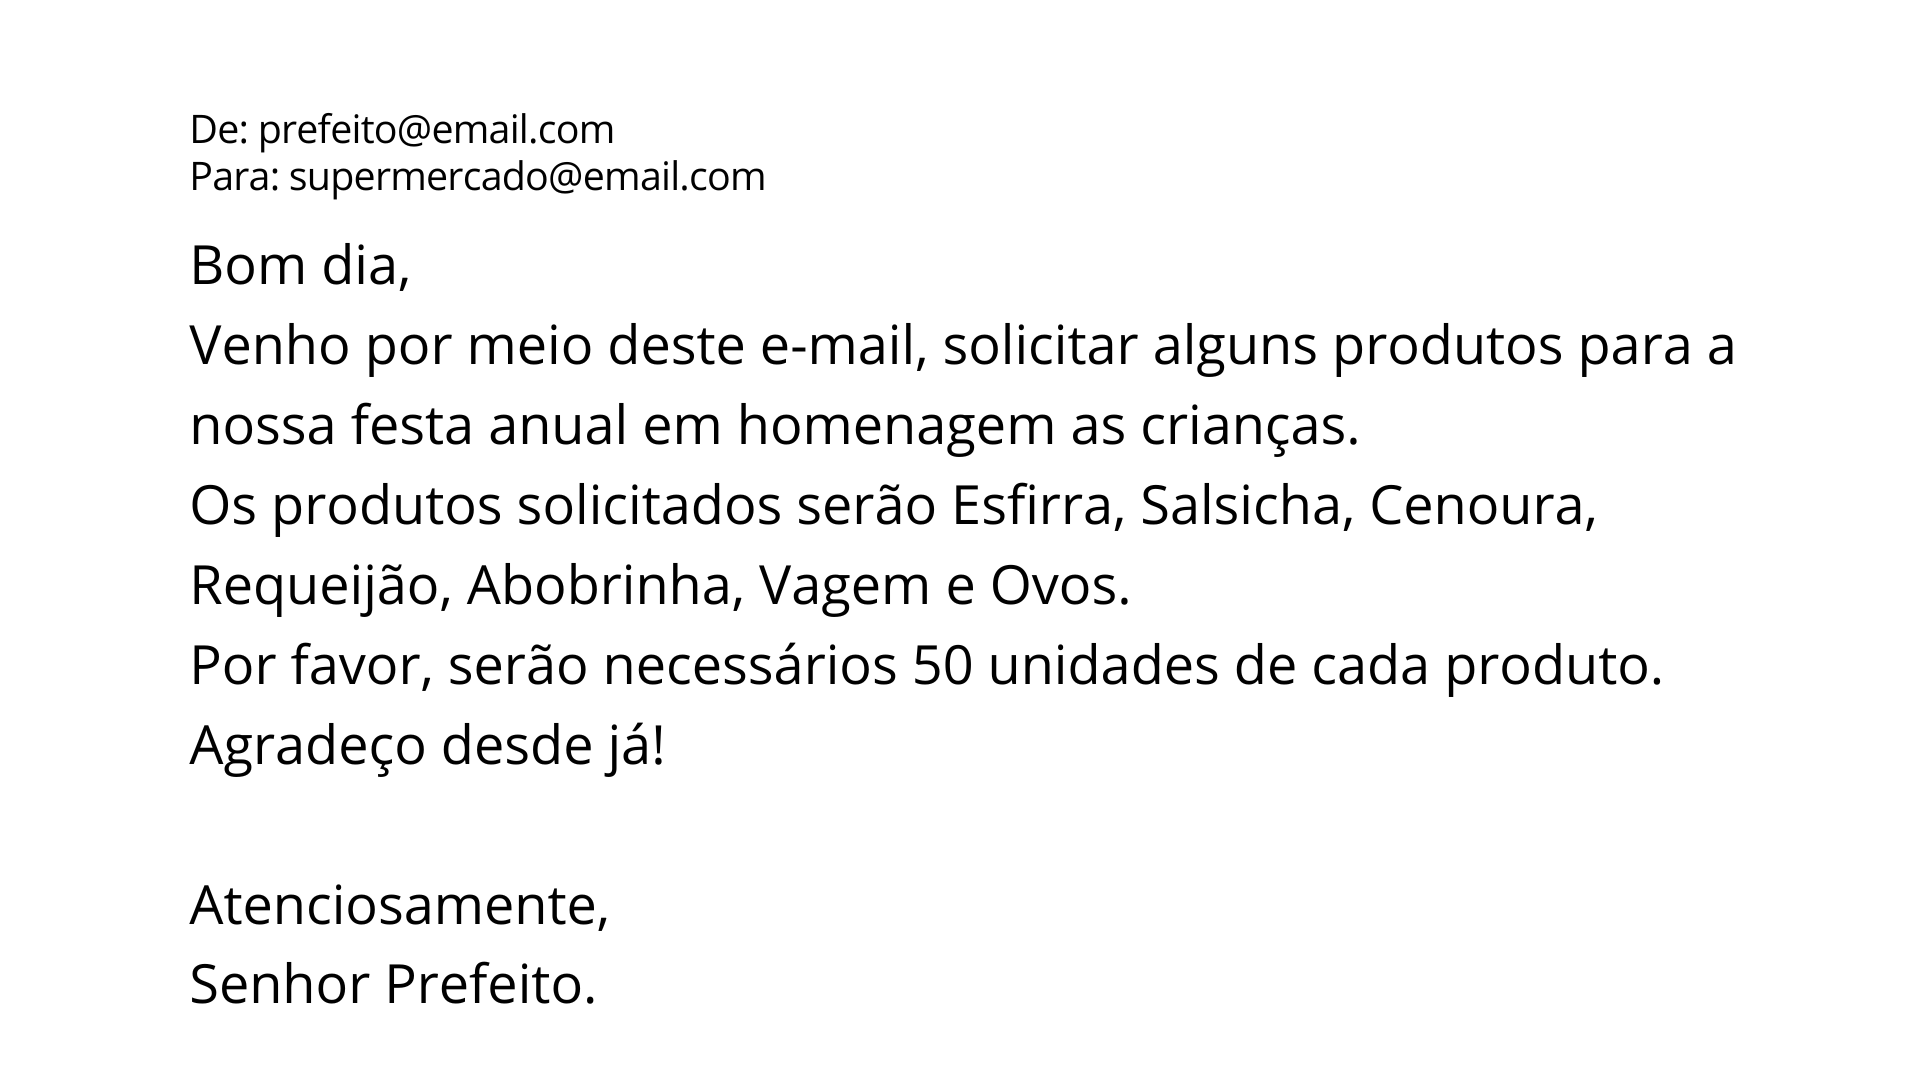 De: prefeito@email.com
Para: supermercado@email.com
Bom dia,
Venho por meio deste e-mail, solicitar alguns produtos para a
nossa festa anual em homenagem as crianças.
Os produtos solicitados serão Esfirra, Salsicha, Cenoura,
Requeijão, Abobrinha, Vagem e Ovos.
Por favor, serão necessários 50 unidades de cada produto.
Agradeço desde já!
Atenciosamente,
Senhor Prefeito.